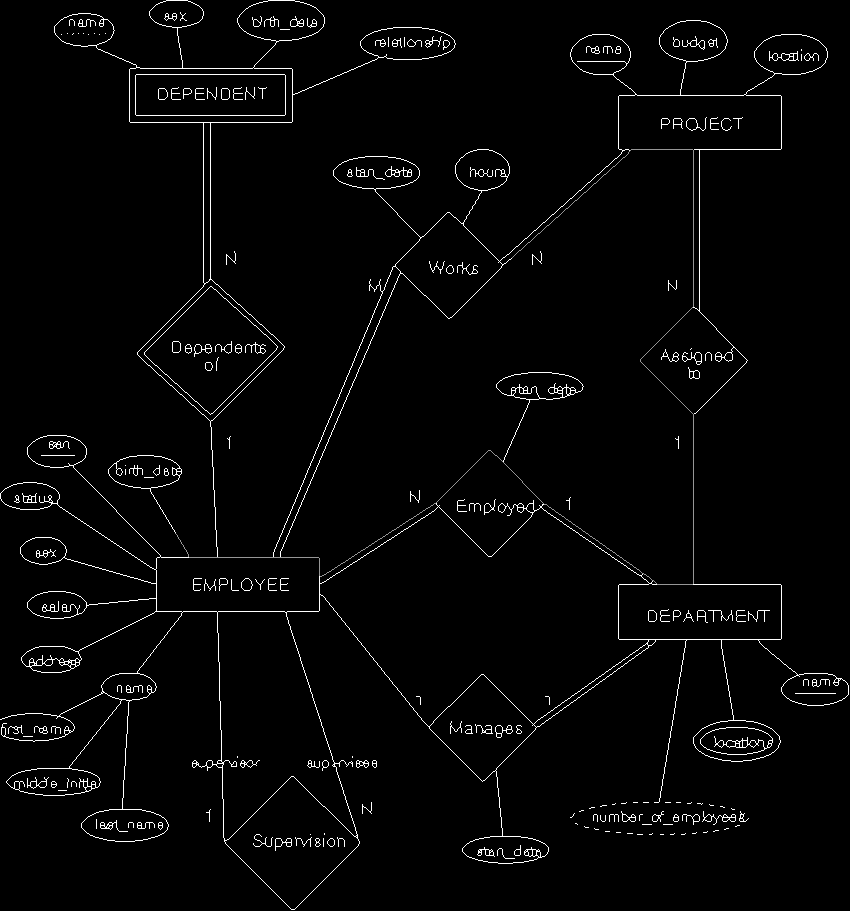 name
sex
birth_date
relationship
DEPENDENT
name
budget
location
PROJECT
start_date
hours
N
Works
N
M
N
Dependents
of
Assigned
to
start_date
1
1
ssn
birth_date
status
N
Employed
1
sex
EMPLOYEE
salary
DEPARTMENT
address
name
name
first_name
1
Manages
1
locations
supervisor
supervisee
middle_initia
last_name
1
N
number_of_employees
Supervision
start_date